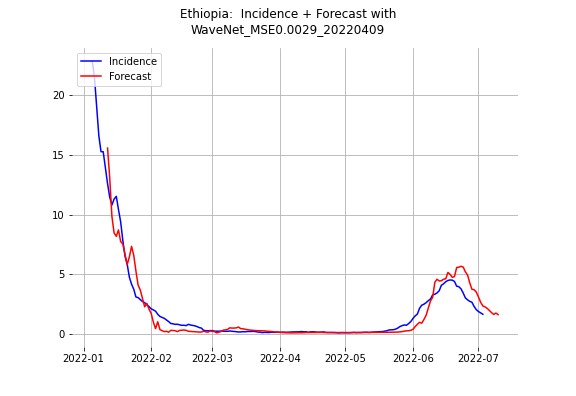 Ethiopia:  Incidence + Forecast with
WaveNet_MSE0.0029_20220409
Incidence
Forecast
20
15
10
5
0
2022-01 2022-02 2022-03 2022-04 2022-05 2022-06 2022-07